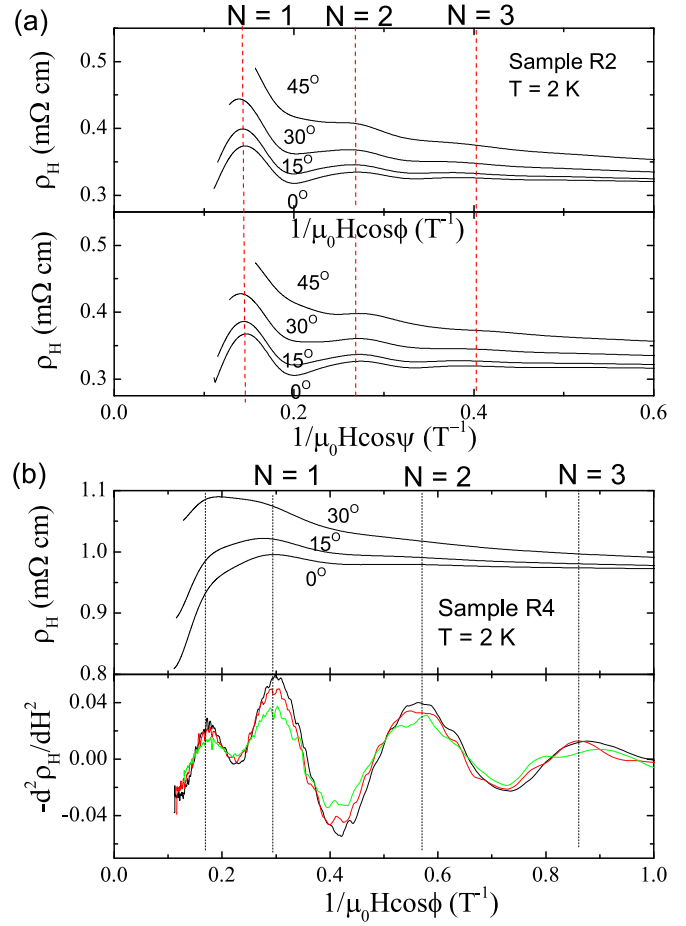 (a)
N = 1 N = 2 N = 3
Sample R2
T = 2 K
ρH (mΩ cm)
0.5
0.4
0.3
45°
30°
15°
0°
1/μ0Hcosϕ (T⁻¹)
ρH (mΩ cm)
0.4
0.3
45°
30°
15°
0°
0.0 0.2 0.4 0.6
1/μ0Hcosψ (T⁻¹)
(b)
N = 1 N = 2 N = 3
ρH (mΩ cm)
1.1
1.0
0.9
0.8
30°
15°
0°
Sample R4
T = 2 K
-d²ρH/dH²
0.04
0.00
-0.04
0.0 0.2 0.4 0.6 0.8 1.0
1/μ0Hcosϕ (T⁻¹)